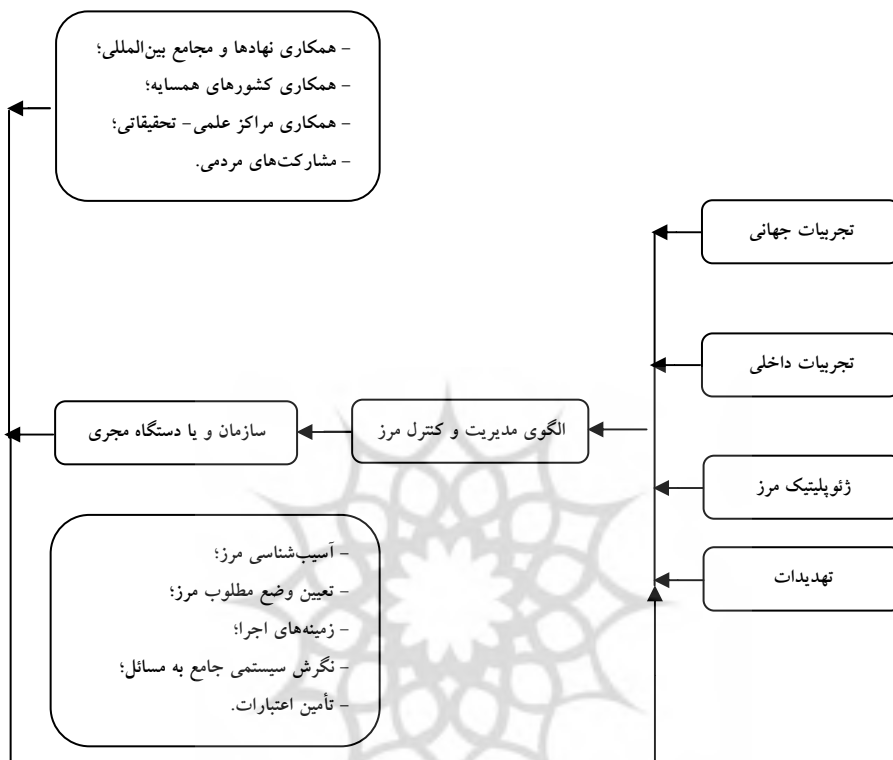 - همکاری نهادها و مجامع بین‌المللی؛
- همکاری کشورهای همسایه؛
- همکاری مراکز علمی- تحقیقاتی؛
- مشارکت‌های مردمی.
تجربیات جهانی
تجربیات داخلی
الگوی مدیریت و کنترل مرز
سازمان و یا دستگاه مجری
ژئوپلیتیک مرز
تهدیدات
- آسیب‌شناسی مرز؛
- تعیین وضع مطلوب مرز؛
- زمینه‌های اجرا؛
- نگرش سیستمی جامع به مسائل؛
- تأمین اعتبارات.